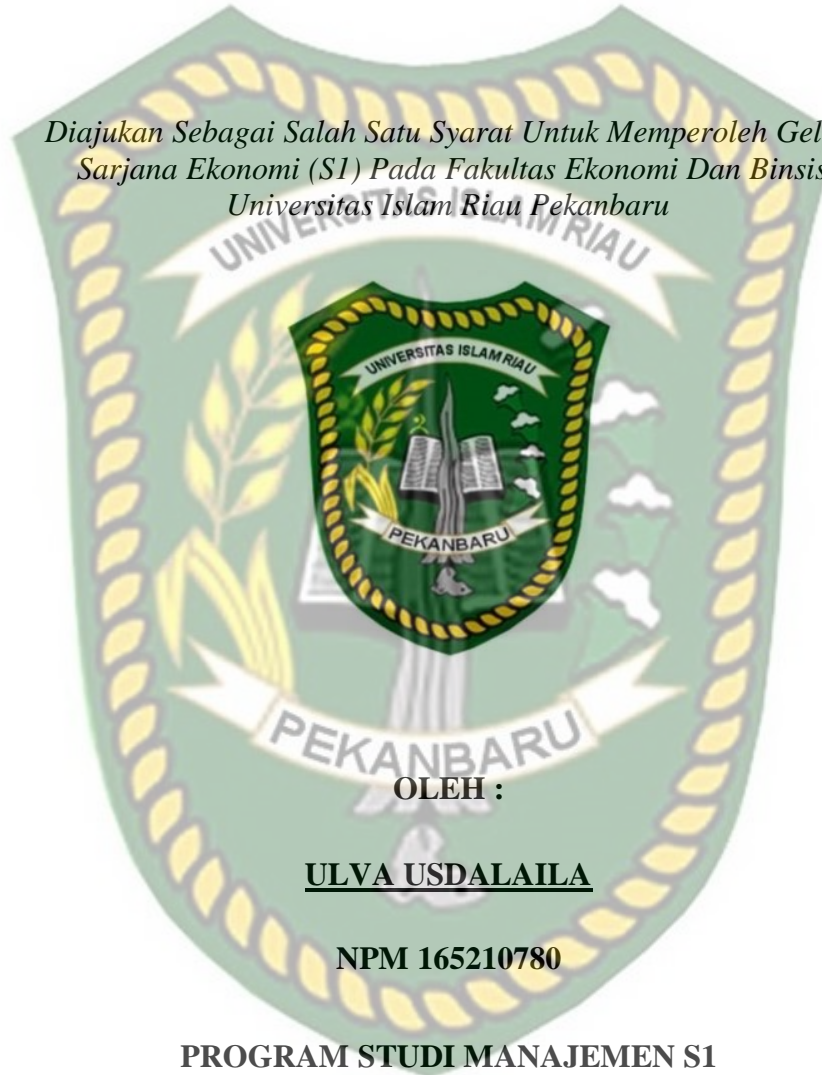 Diajukan Sebagai Salah Satu Syarat Untuk Memperoleh Gel
Sarjana Ekonomi (S1) Pada Fakultas Ekonomi Dan Binsis
Universitas Islam Riau Pekanbaru
UNIVERSITAS ISLAM RIAU
UNIVERSITAS ISLAM RIAU
PEKANBARU
PEKANBARU
OLEH :
ULVA USDALAILA
NPM 165210780
PROGRAM STUDI MANAJEMEN S1